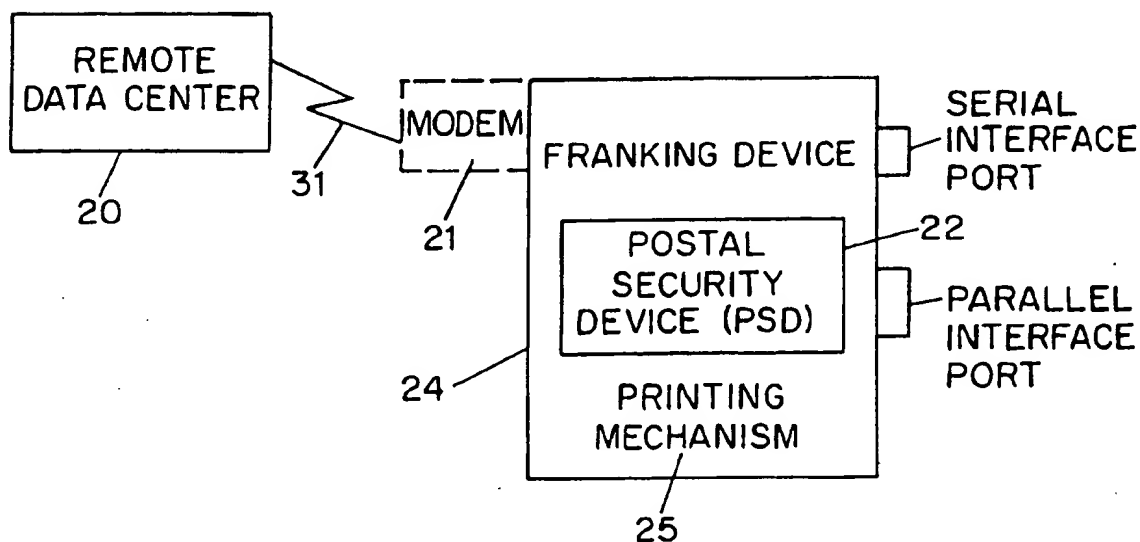 REMOTE
DATA CENTER
20
31
MODEM
21
FRANKING DEVICE
SERIAL
INTERFACE
PORT
POSTAL
SECURITY
DEVICE (PSD)
22
PARALLEL
INTERFACE
PORT
24
PRINTING
MECHANISM
25